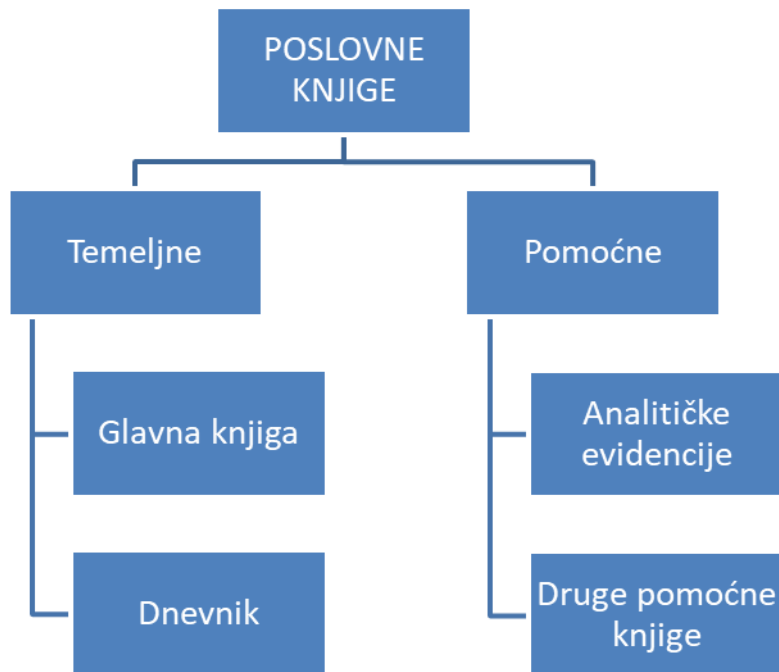 POSLOVNE
KNJIGE
Temeljne
Pomoćne
Glavna knjiga
Analitičke
evidencije
Dnevnik
Druge pomoćne
knjige